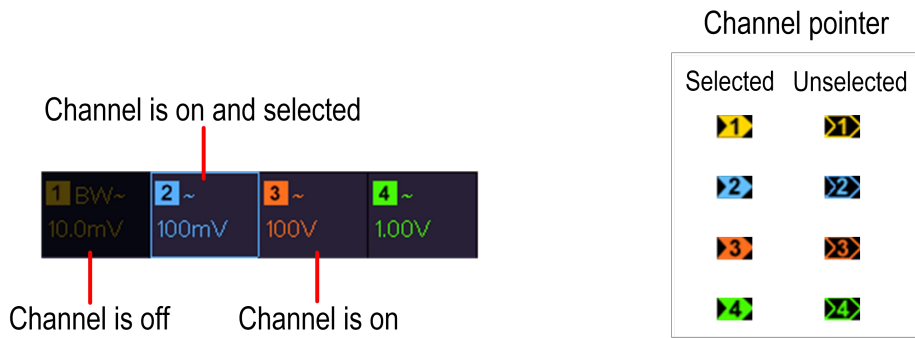 Channel pointer
Selected Unselected
1 1
2 2
3 3
4 4
Channel is on and selected
1 BW~ 2 ~ 3 ~ 4 ~
10.0mV 100mV 100V 1.00V
Channel is off Channel is on